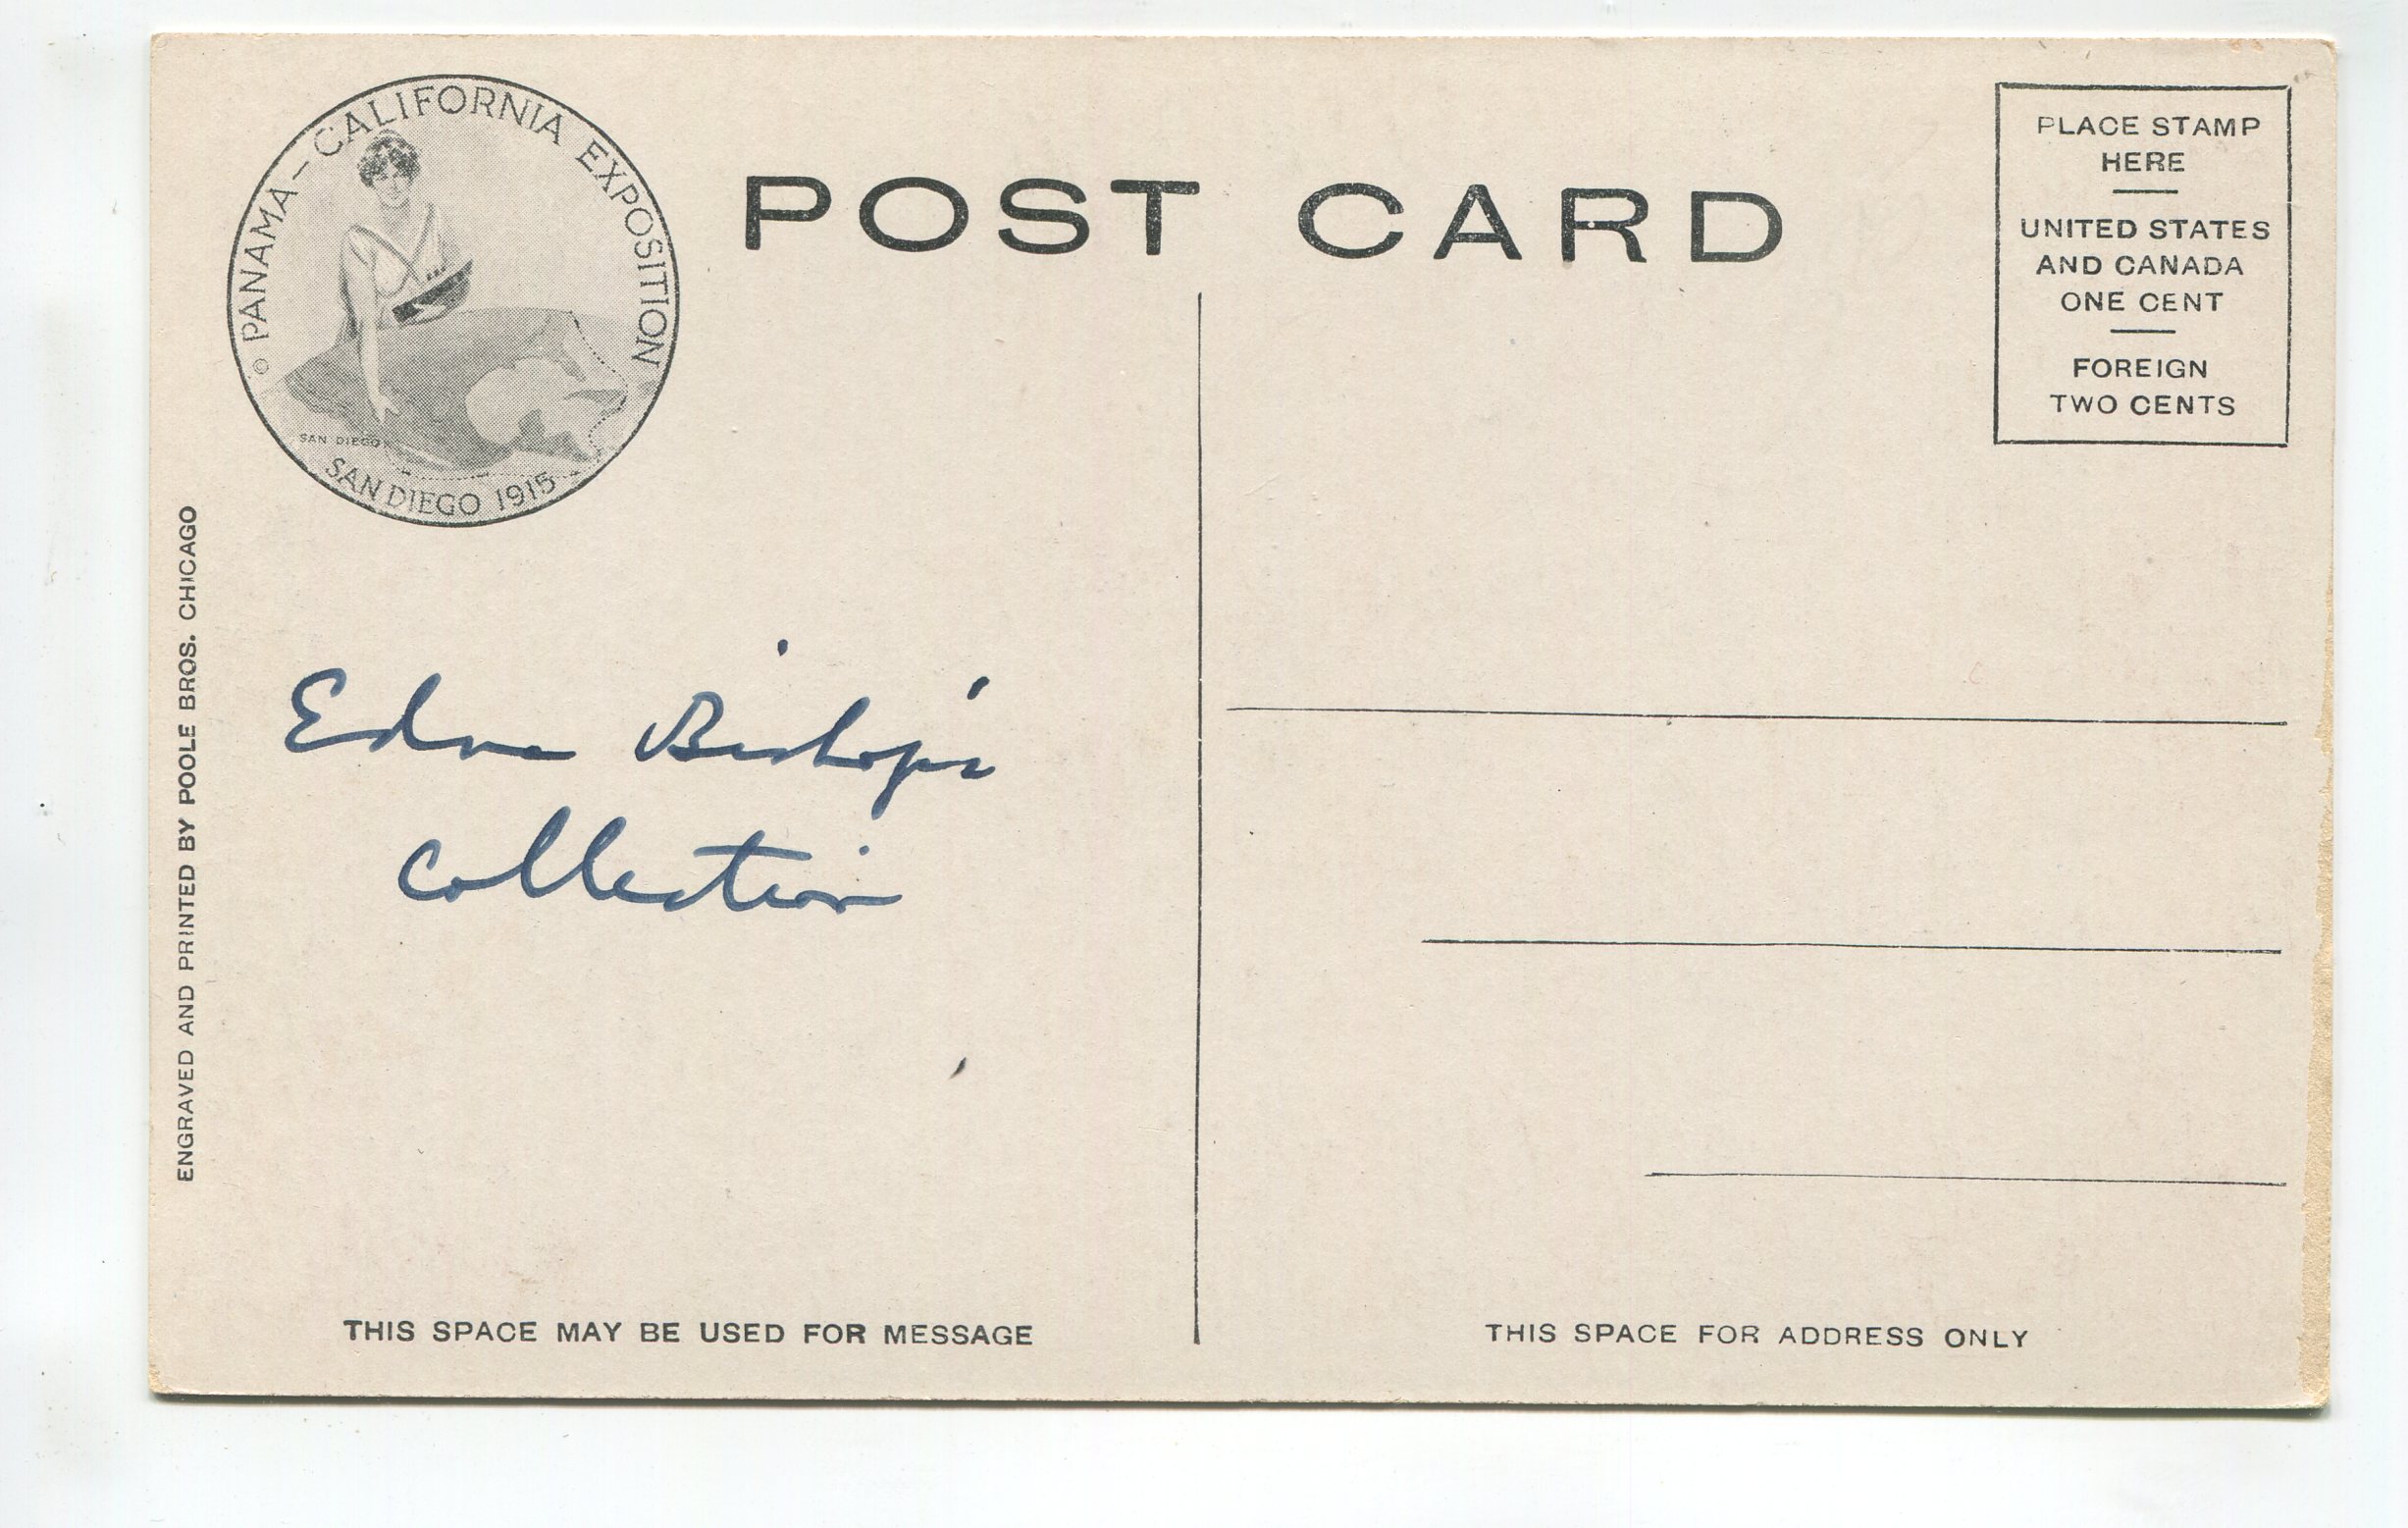 © PANAMA-CALIFORNIA EXPOSITION
SAN DIEGO
SAN DIEGO 1915
POST CARD
PLACE STAMP
HERE
UNITED STATES
AND CANADA
ONE CENT
FOREIGN
TWO CENTS
ENGRAVED AND PRINTED BY POOLE BROS. CHICAGO
Edna Bishop's
collection
THIS SPACE MAY BE USED FOR MESSAGE
THIS SPACE FOR ADDRESS ONLY